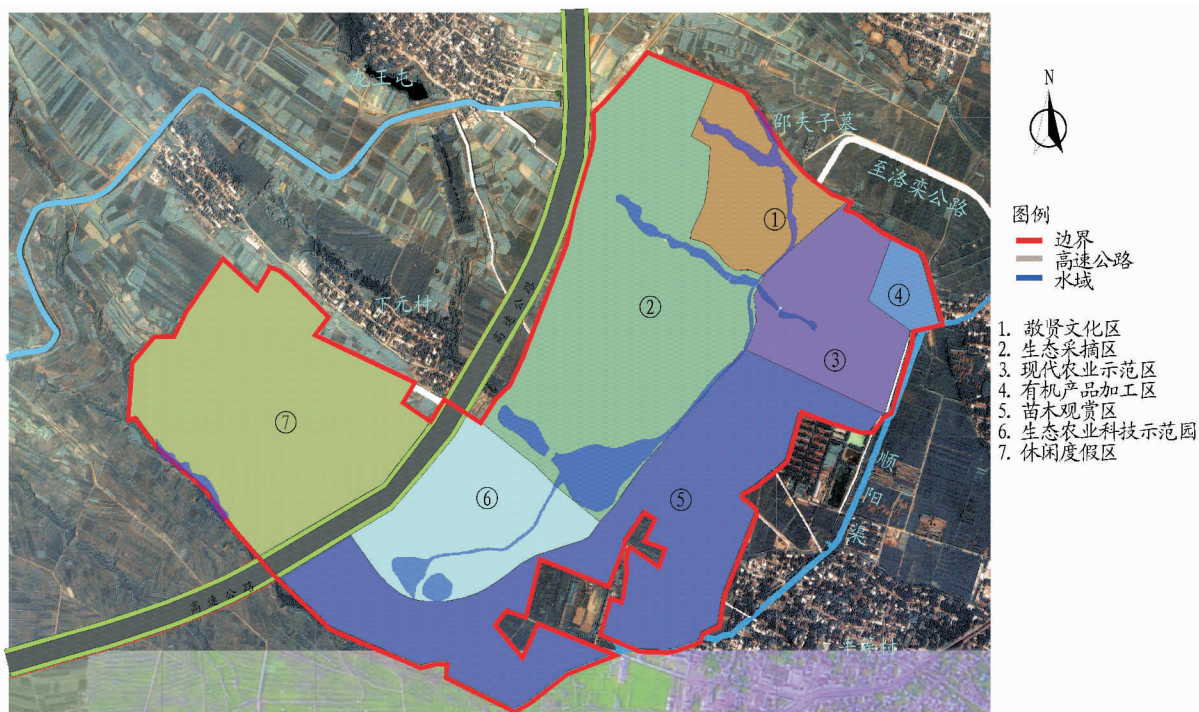 龙王屯
邵夫子墓
至洛栾公路
①
②
③
④
下元村
高速公路
⑦
⑥
⑤
顺阳渠
高速公路
N
图例
边界
高速公路
水域
1. 敬贤文化区
2. 生态采摘区
3. 现代农业示范区
4. 有机产品加工区
5. 苗木观赏区
6. 生态农业科技示范园
7. 休闲度假区